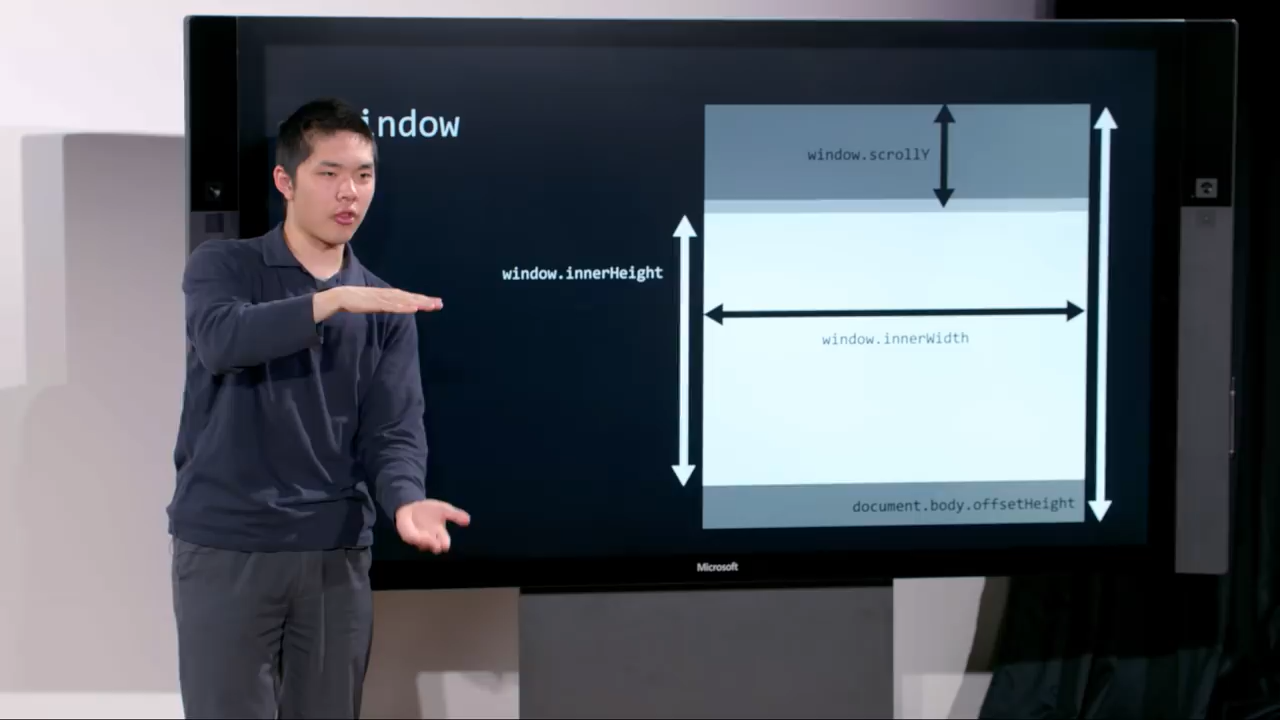 indow
window.scrollY
window.innerHeight
window.innerWidth
document.body.offsetHeight
Microsoft